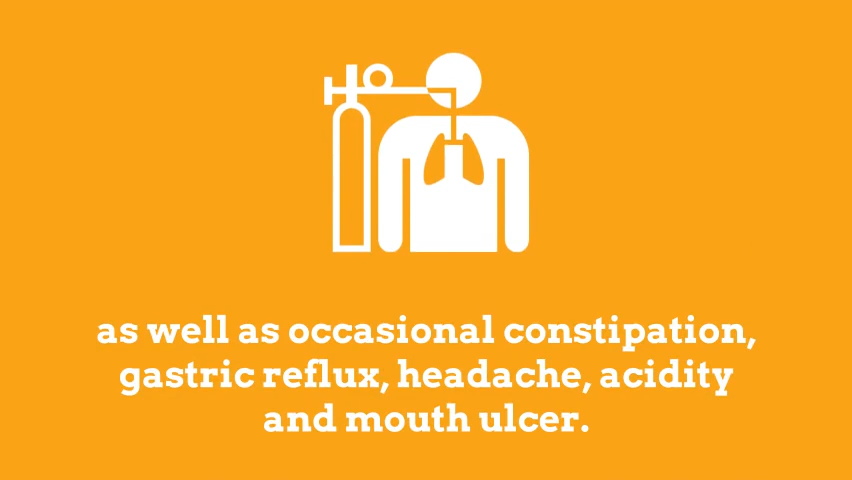 as well as occasional constipation,
gastric reflux, headache, acidity
and mouth ulcer.